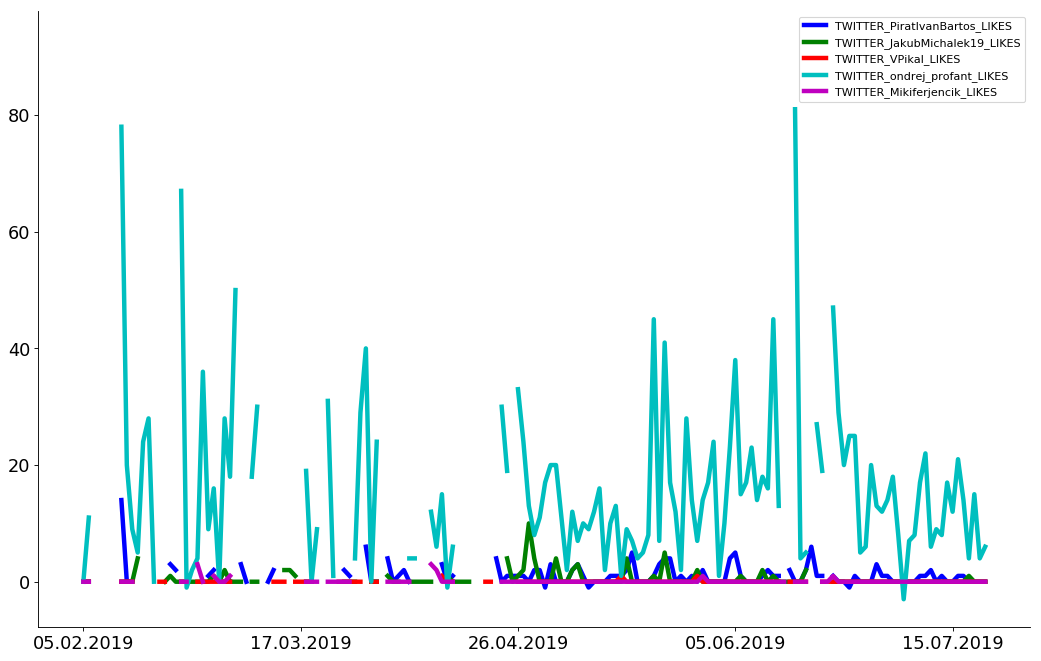 TWITTER_PiratIvanBartos_LIKES
TWITTER_JakubMichalek19_LIKES
TWITTER_VPikal_LIKES
TWITTER_ondrej_profant_LIKES
TWITTER_Mikiferjencik_LIKES
80
60
40
20
0
05.02.2019 17.03.2019 26.04.2019 05.06.2019 15.07.2019